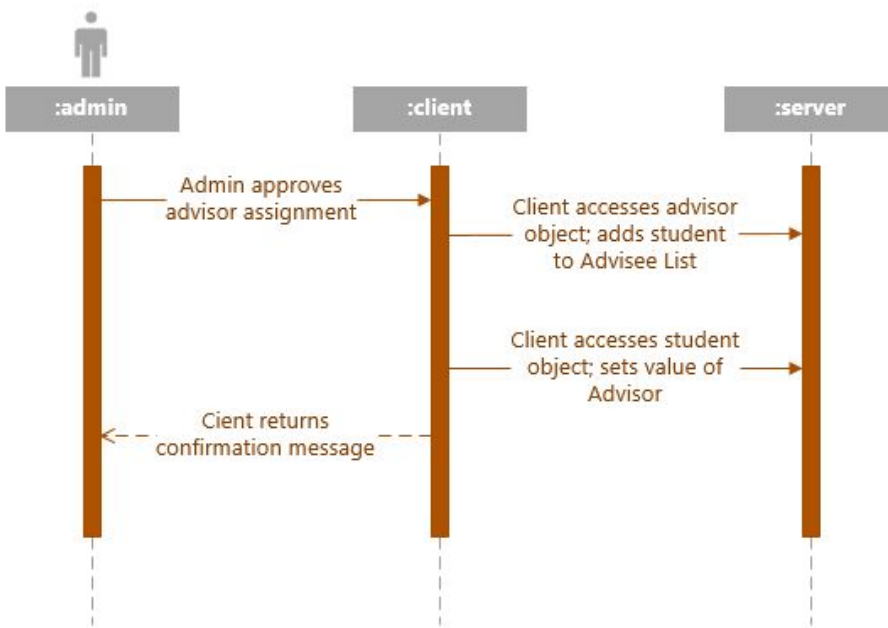 :admin
:client
:server
Admin approves
advisor assignment
Client accesses advisor
object; adds student
to Advisee List
Client accesses student
object; sets value of
Advisor
Cient returns
confirmation message